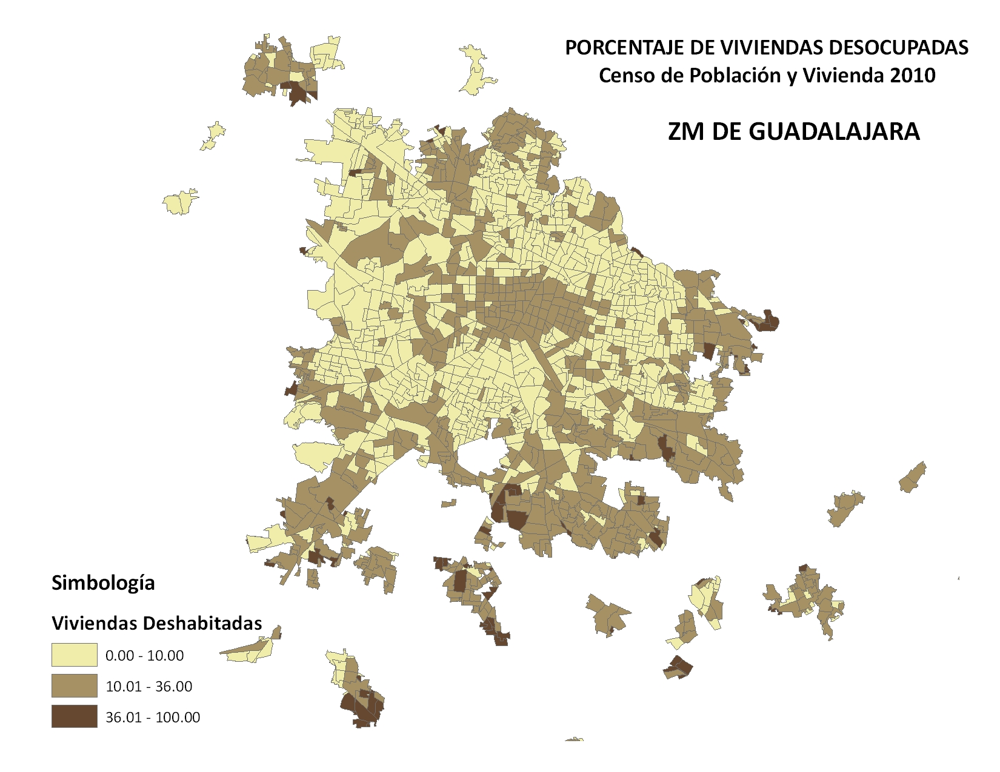 PORCENTAJE DE VIVIENDAS DESOCUPADAS
Censo de Población y Vivienda 2010
ZM DE GUADALAJARA
Simbología
Viviendas Deshabitadas
0.00 - 10.00
10.01 - 36.00
36.01 - 100.00